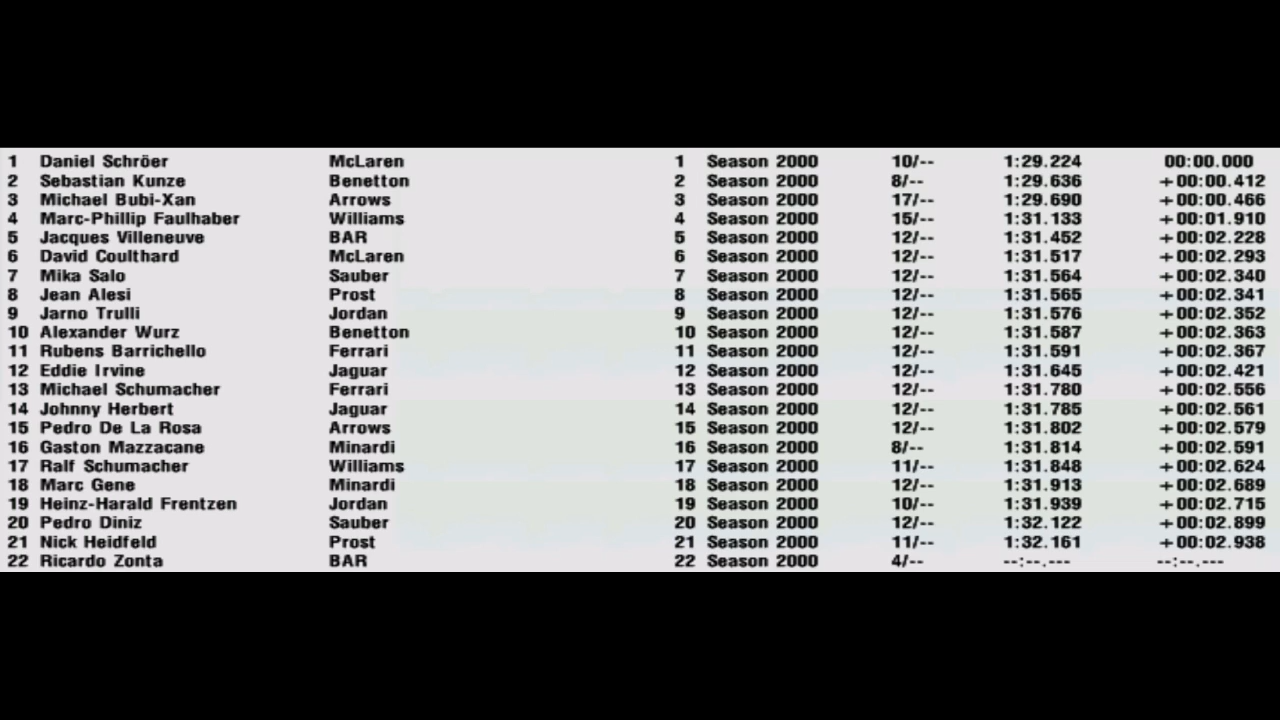 1 Daniel Schröer McLaren 1 Season 2000 10/-- 1:29.224 00:00.000
2 Sebastian Kunze Benetton 2 Season 2000 8/-- 1:29.636 +00:00.412
3 Michael Bubi-Xan Arrows 3 Season 2000 17/-- 1:29.690 +00:00.466
4 Marc-Phillip Faulhaber Williams 4 Season 2000 15/-- 1:31.133 +00:01.910
5 Jacques Villeneuve BAR 5 Season 2000 12/-- 1:31.452 +00:02.228
6 David Coulthard McLaren 6 Season 2000 12/-- 1:31.517 +00:02.293
7 Mika Salo Sauber 7 Season 2000 12/-- 1:31.564 +00:02.340
8 Jean Alesi Prost 8 Season 2000 12/-- 1:31.565 +00:02.341
9 Jarno Trulli Jordan 9 Season 2000 12/-- 1:31.576 +00:02.352
10 Alexander Wurz Benetton 10 Season 2000 12/-- 1:31.587 +00:02.363
11 Rubens Barrichello Ferrari 11 Season 2000 12/-- 1:31.591 +00:02.367
12 Eddie Irvine Jaguar 12 Season 2000 12/-- 1:31.645 +00:02.421
13 Michael Schumacher Ferrari 13 Season 2000 12/-- 1:31.780 +00:02.556
14 Johnny Herbert Jaguar 14 Season 2000 12/-- 1:31.785 +00:02.561
15 Pedro De La Rosa Arrows 15 Season 2000 12/-- 1:31.802 +00:02.579
16 Gaston Mazzacane Minardi 16 Season 2000 8/-- 1:31.814 +00:02.591
17 Ralf Schumacher Williams 17 Season 2000 11/-- 1:31.848 +00:02.624
18 Marc Gene Minardi 18 Season 2000 12/-- 1:31.913 +00:02.689
19 Heinz-Harald Frentzen Jordan 19 Season 2000 10/-- 1:31.939 +00:02.715
20 Pedro Diniz Sauber 20 Season 2000 12/-- 1:32.122 +00:02.899
21 Nick Heidfeld Prost 21 Season 2000 11/-- 1:32.161 +00:02.938
22 Ricardo Zonta BAR 22 Season 2000 4/-- --:--.--- --:--.---